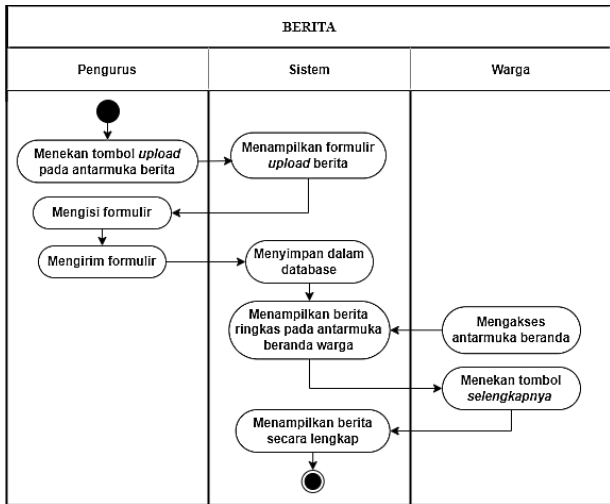 BERITA
Pengurus
Sistem
Warga
Menekan tombol upload
pada antarmuka berita
Menampilkan formulir
upload berita
Mengisi formulir
Mengirim formulir
Menyimpan dalam
database
Menampilkan berita
ringkas pada antarmuka
beranda warga
Mengakses
antarmuka beranda
Menekan tombol
selengkapnya
Menampilkan berita
secara lengkap